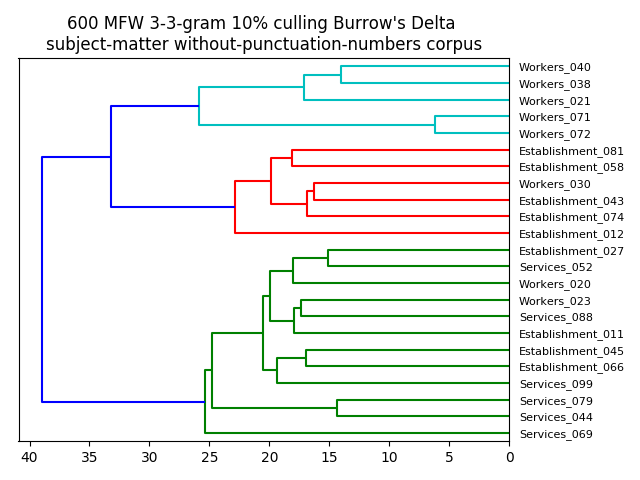 600 MFW 3-3-gram 10% culling Burrow's Delta
subject-matter without-punctuation-numbers corpus
Workers_040
Workers_038
Workers_021
Workers_071
Workers_072
Establishment_081
Establishment_058
Workers_030
Establishment_043
Establishment_074
Establishment_012
Establishment_027
Services_052
Workers_020
Workers_023
Services_088
Establishment_011
Establishment_045
Establishment_066
Services_099
Services_079
Services_044
Services_069
40 35 30 25 20 15 10 5 0